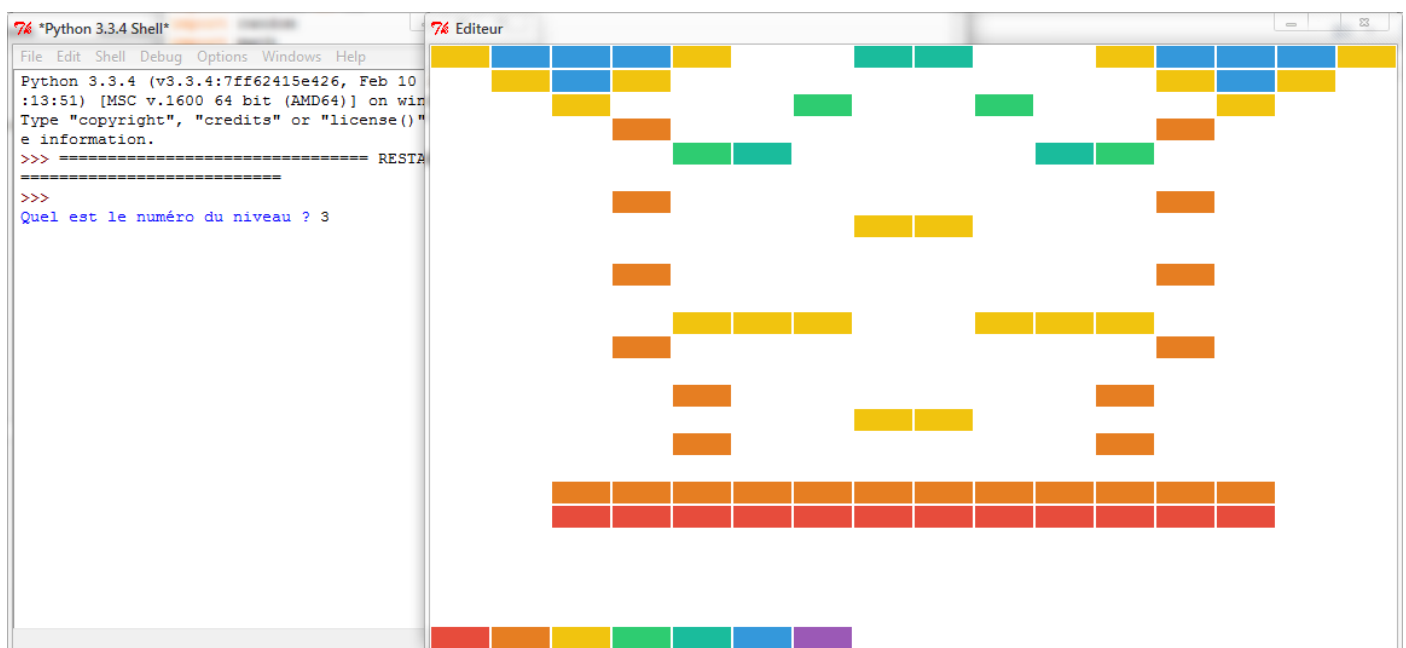 *Python 3.3.4 Shell*
File Edit Shell Debug Options Windows Help
Python 3.3.4 (v3.3.4:7ff62415e426, Feb 10
:13:51) [MSC v.1600 64 bit (AMD64)] on win
Type "copyright", "credits" or "license()"
e information.
>>> ================================ RESTA
===========================
>>>
Quel est le numéro du niveau ? 3
Editeur